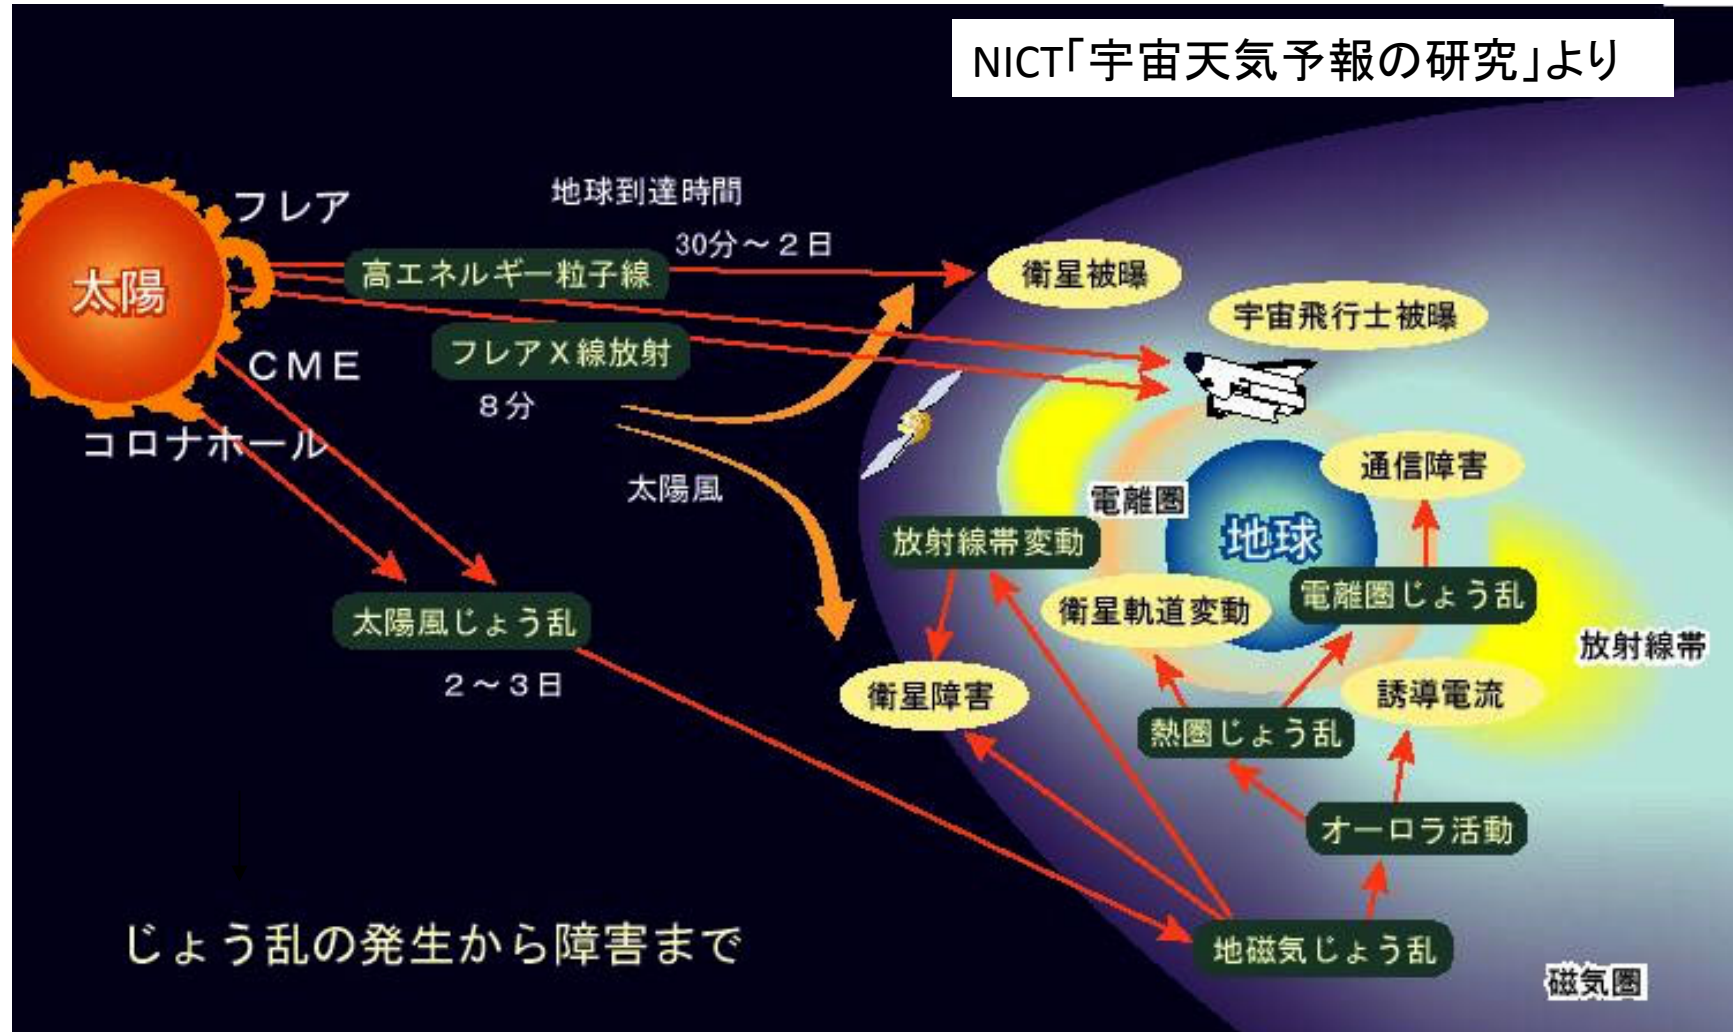 NICT「宇宙天気予報の研究」より
フレア
地球到達時間
30分～２日
高エネルギー粒子線
衛星被曝
太陽
宇宙飛行士被曝
フレアＸ線放射
ＣＭＥ
８分
コロナホール
太陽風
通信障害
電離圏
放射線帯変動
地球
衛星軌道変動
電離圏じょう乱
太陽風じょう乱
放射線帯
２～３日
衛星障害
誘導電流
熱圏じょう乱
オーロラ活動
じょう乱の発生から障害まで
地磁気じょう乱
磁気圏